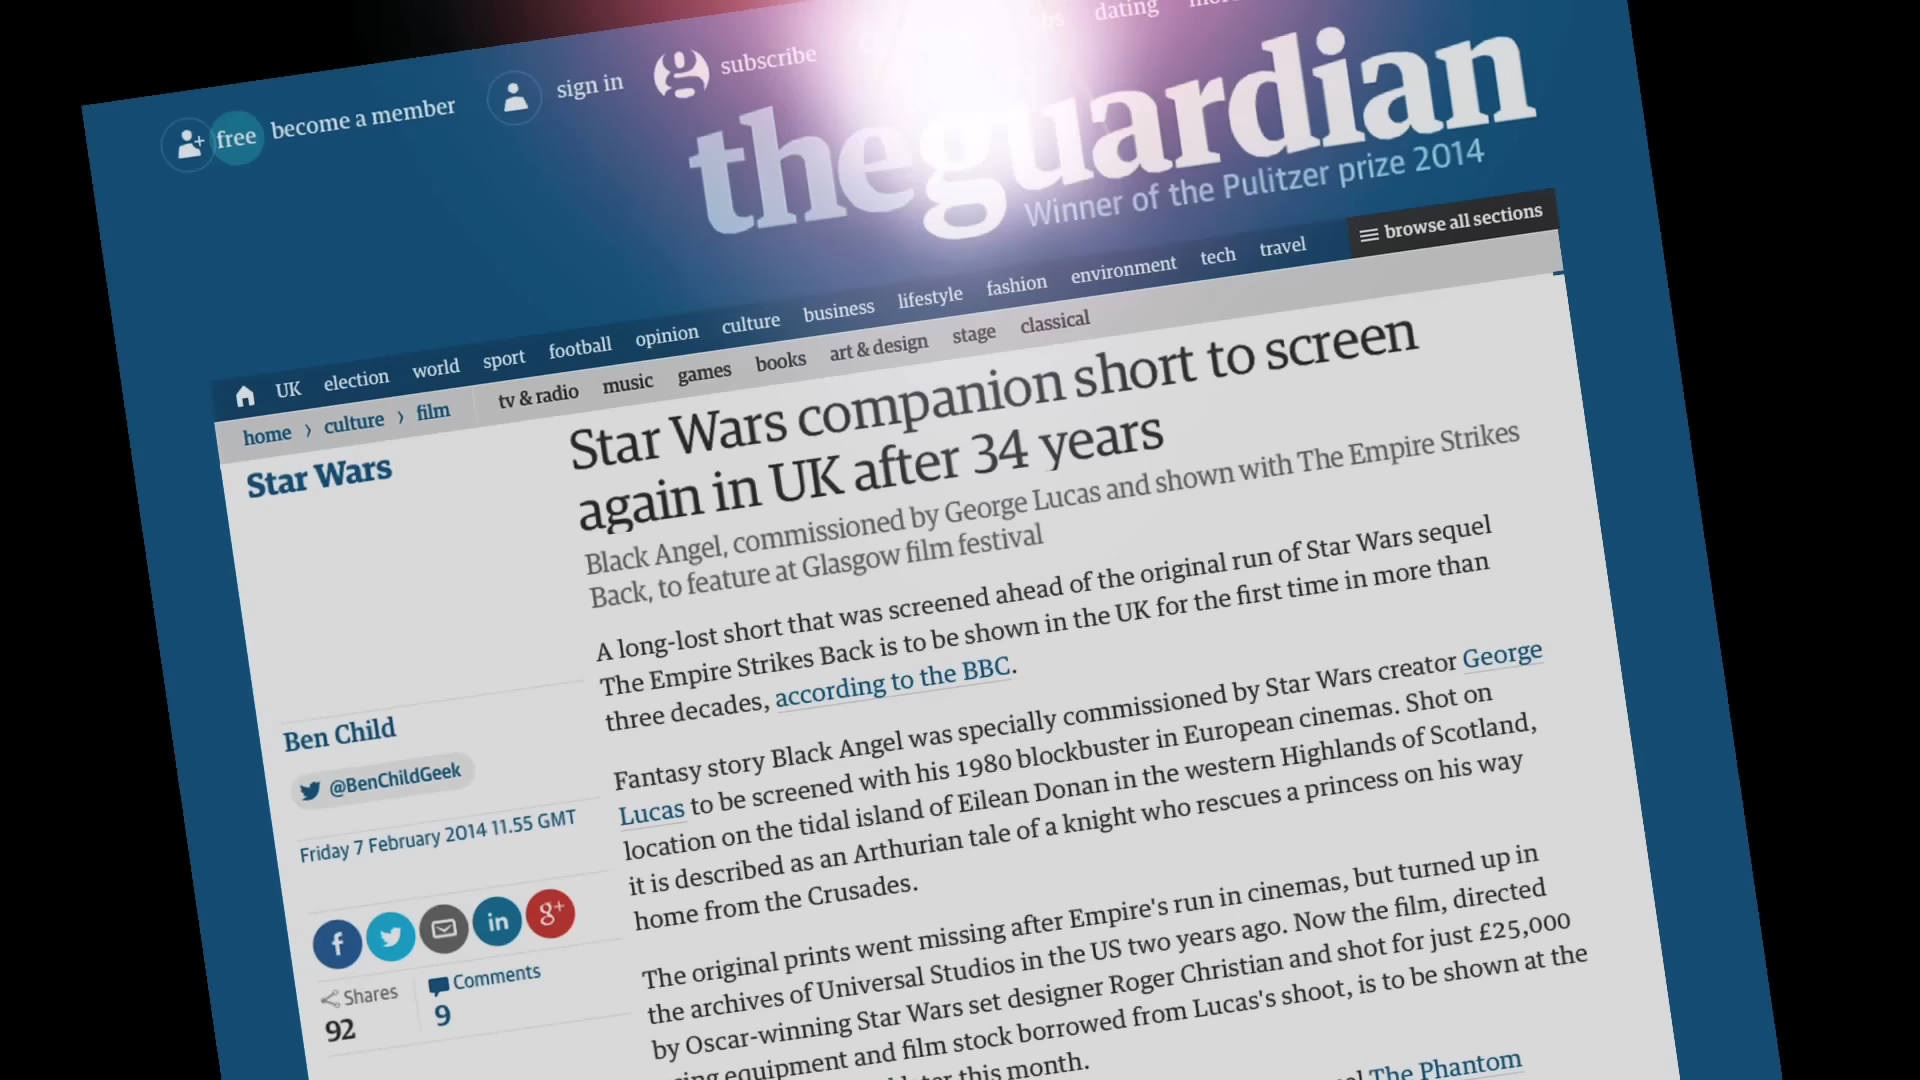 free become a member
sign in
subscribe
dating
theguardian
Winner of the Pulitzer prize 2014
browse all sections
UK election world sport football opinion culture business lifestyle fashion environment tech travel
home › culture › film tv & radio music games books art & design stage classical
Star Wars
Star Wars companion short to screen
again in UK after 34 years
Black Angel, commissioned by George Lucas and shown with The Empire Strikes
Back, to feature at Glasgow film festival
A long-lost short that was screened ahead of the original run of Star Wars sequel
The Empire Strikes Back is to be shown in the UK for the first time in more than
three decades, according to the BBC.
Ben Child
@BenChildGeek
Friday 7 February 2014 11.55 GMT
f in g+
Shares
92
Comments
9
Fantasy story Black Angel was specially commissioned by Star Wars creator George
Lucas to be screened with his 1980 blockbuster in European cinemas. Shot on
location on the tidal island of Eilean Donan in the western Highlands of Scotland,
it is described as an Arthurian tale of a knight who rescues a princess on his way
home from the Crusades.
The original prints went missing after Empire's run in cinemas, but turned up in
the archives of Universal Studios in the US two years ago. Now the film, directed
by Oscar-winning Star Wars set designer Roger Christian and shot for just £25,000
equipment and film stock borrowed from Lucas's shoot, is to be shown at the
this month.
The Phantom